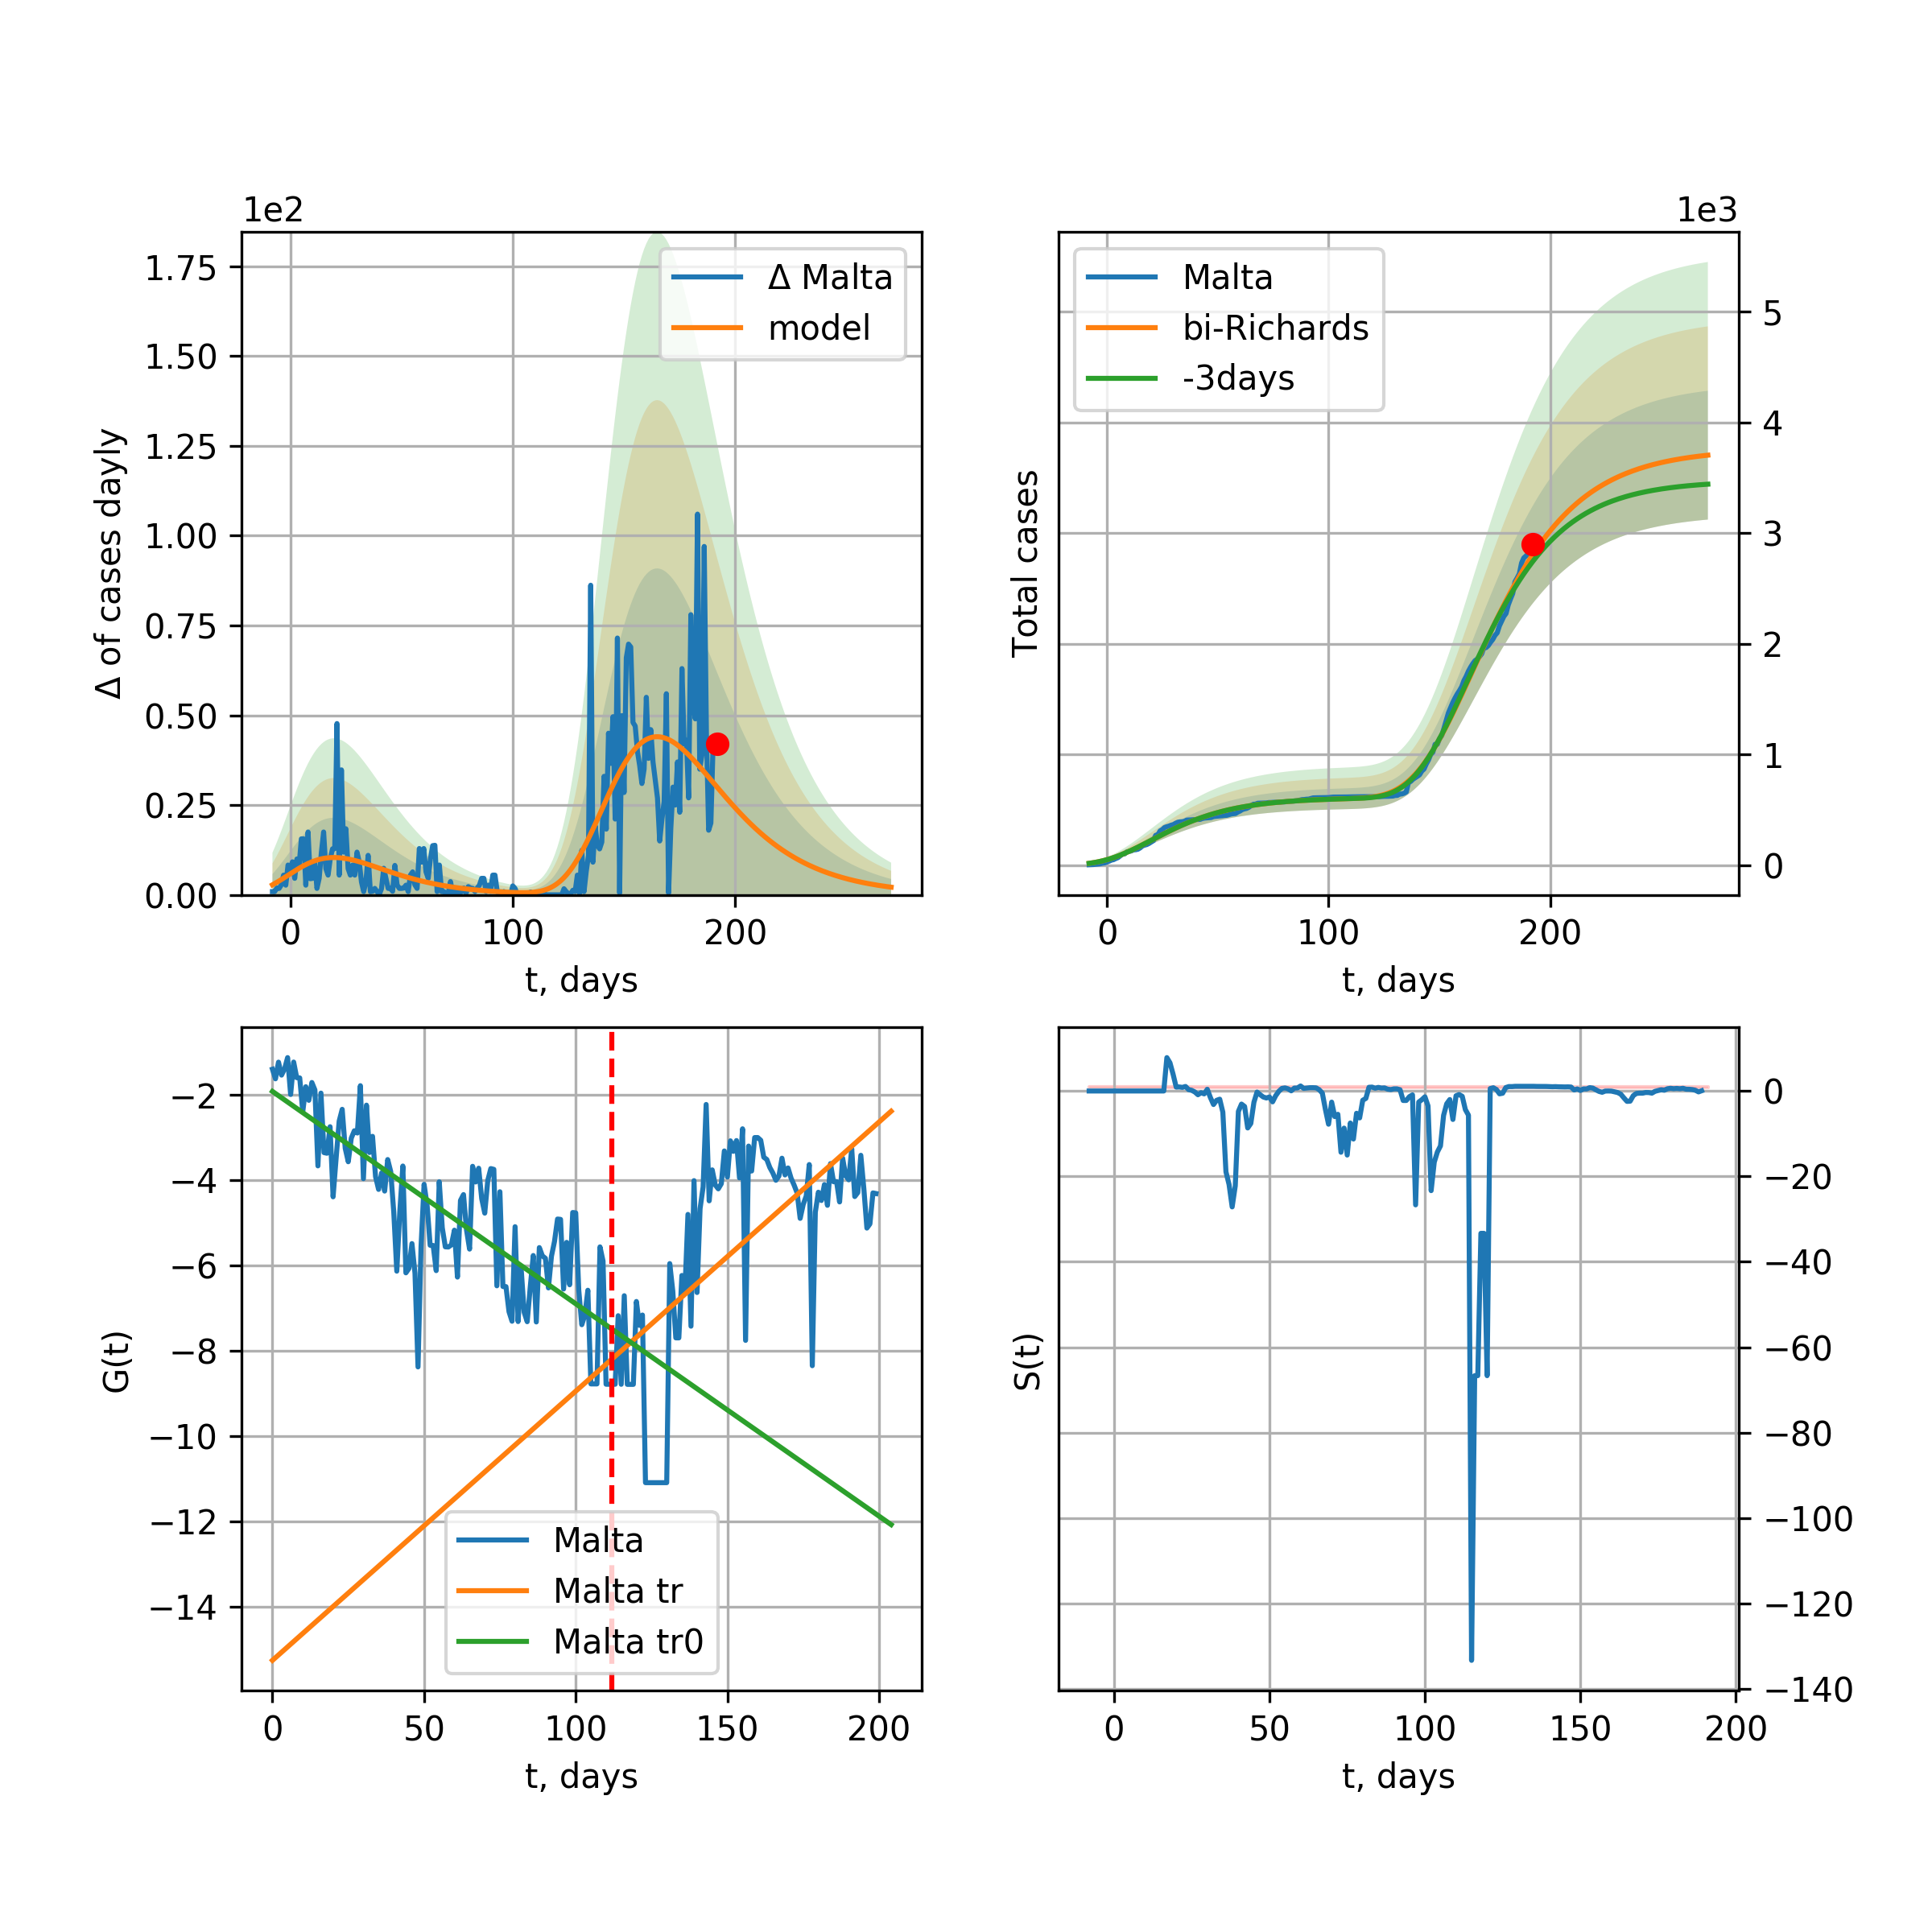 1e2
Δ Malta
model
1.75
1.50
1.25
1.00
0.75
0.50
0.25
0.00
Δ of cases dayly
0 100 200
t, days
1e3
Malta
bi-Richards
-3days
Total cases
5
4
3
2
1
0
0 100 200
t, days
−2
−4
−6
−8
−10
−12
−14
G(t)
Malta
Malta tr
Malta tr0
0 50 100 150 200
t, days
S(t)
0
−20
−40
−60
−80
−100
−120
−140
0 50 100 150 200
t, days